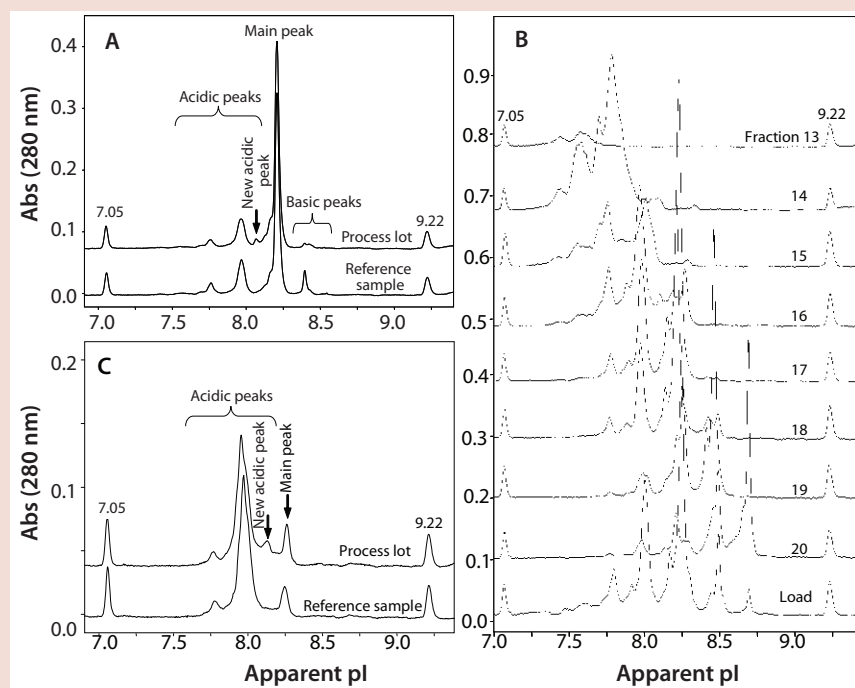 A
Main peak
Acidic peaks
New acidic
peak
Basic peaks
7.05
9.22
Process lot
Reference
sample
Abs (280 nm)
0.4
0.3
0.2
0.1
0.0
7.0 7.5 8.0 8.5 9.0
C
Acidic peaks
New acidic peak
Main peak
7.05
9.22
Process lot
Reference sample
Abs (280 nm)
0.2
0.1
0.0
7.0 7.5 8.0 8.5 9.0
Apparent pI
B
7.05
9.22
Fraction 13
14
15
16
17
18
19
20
Load
0.9
0.8
0.7
0.6
0.5
0.4
0.3
0.2
0.1
0.0
7.0 7.5 8.0 8.5 9.0
Apparent pI